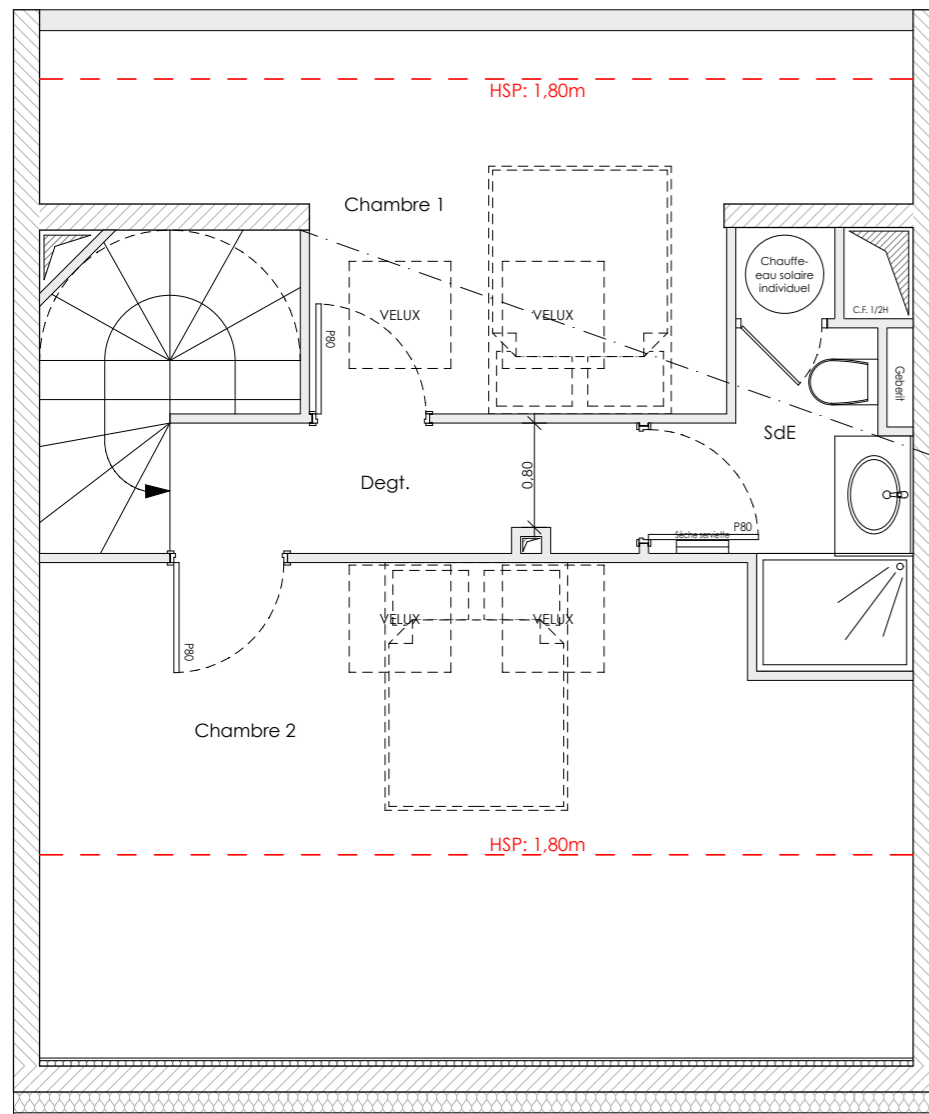 HSP: 1,80m
Chambre 1
Chauffe-
eau solaire
individuel
C.F. 1/2H
VELUX
VELUX
P80
Geberit
SdE
Degt.
0,80
P80
Sèche serviette
VELUX
VELUX
P80
Chambre 2
HSP: 1,80m